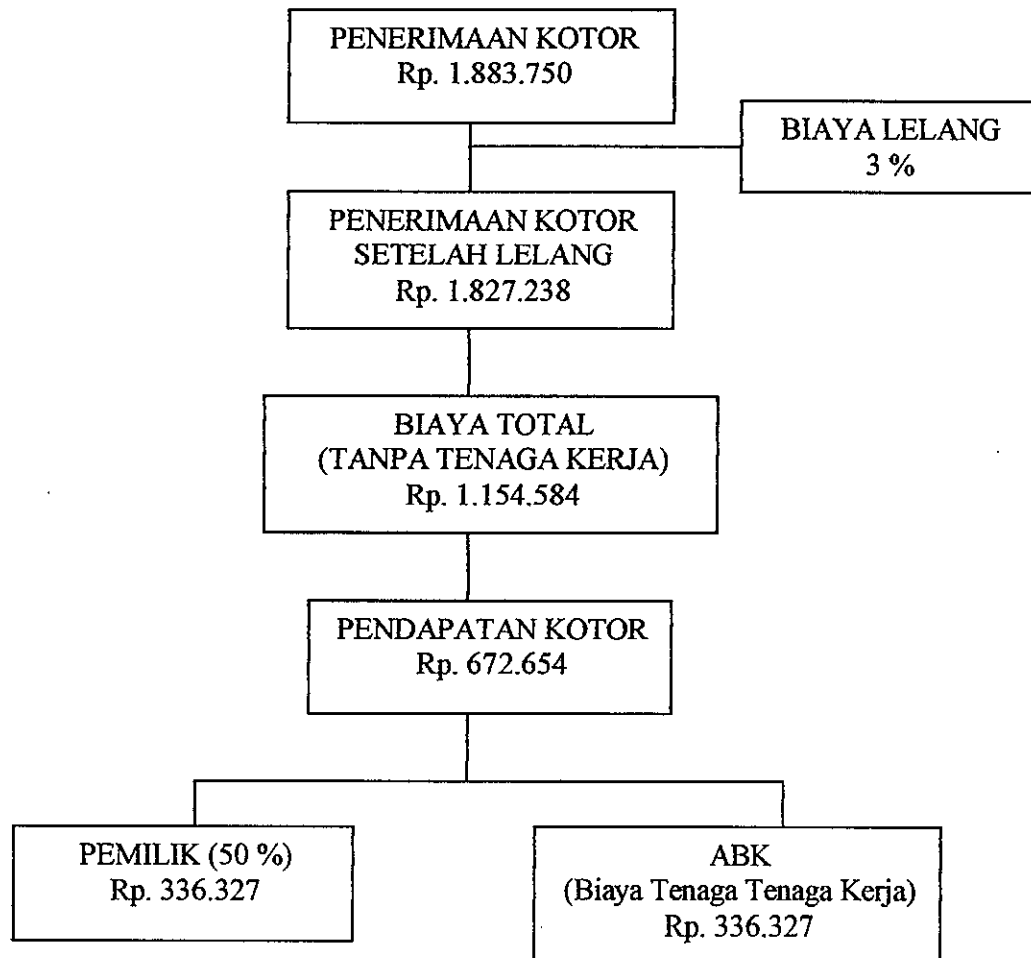 PENERIMAAN KOTOR
Rp. 1.883.750
BIAYA LELANG
3 %
PENERIMAAN KOTOR
SETELAH LELANG
Rp. 1.827.238
BIAYA TOTAL
(TANPA TENAGA KERJA)
Rp. 1.154.584
PENDAPATAN KOTOR
Rp. 672.654
PEMILIK (50 %)
Rp. 336.327
ABK
(Biaya Tenaga Tenaga Kerja)
Rp. 336.327